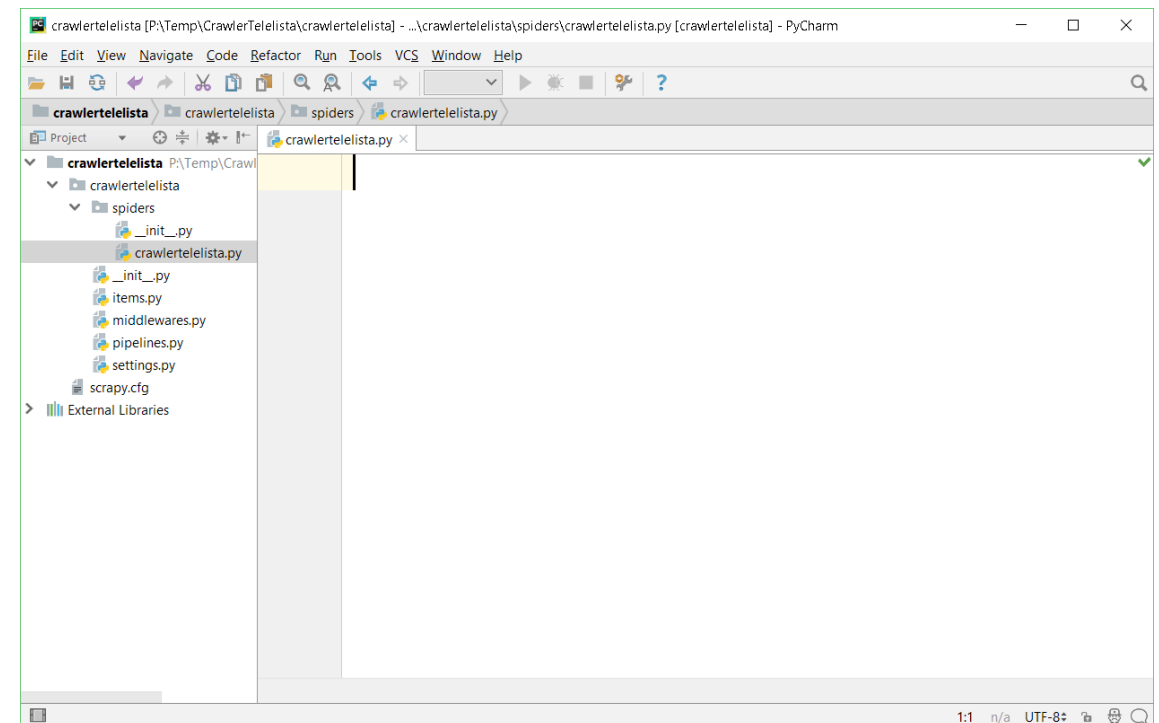 crawlertelelista [P:\Temp\CrawlerTelelista\crawlertelelista] - ...\crawlertelelista\spiders\crawlertelelista.py [crawlertelelista] - PyCharm
File Edit View Navigate Code Refactor Run Tools VCS Window Help
crawlertelelista crawlertelelista spiders crawlertelelista.py
Project
crawlertelelista.py
crawlertelelista P:\Temp\Crawl
crawlertelelista
spiders
__init__.py
crawlertelelista.py
__init__.py
items.py
middlewares.py
pipelines.py
settings.py
scrapy.cfg
External Libraries
1:1 n/a UTF-8